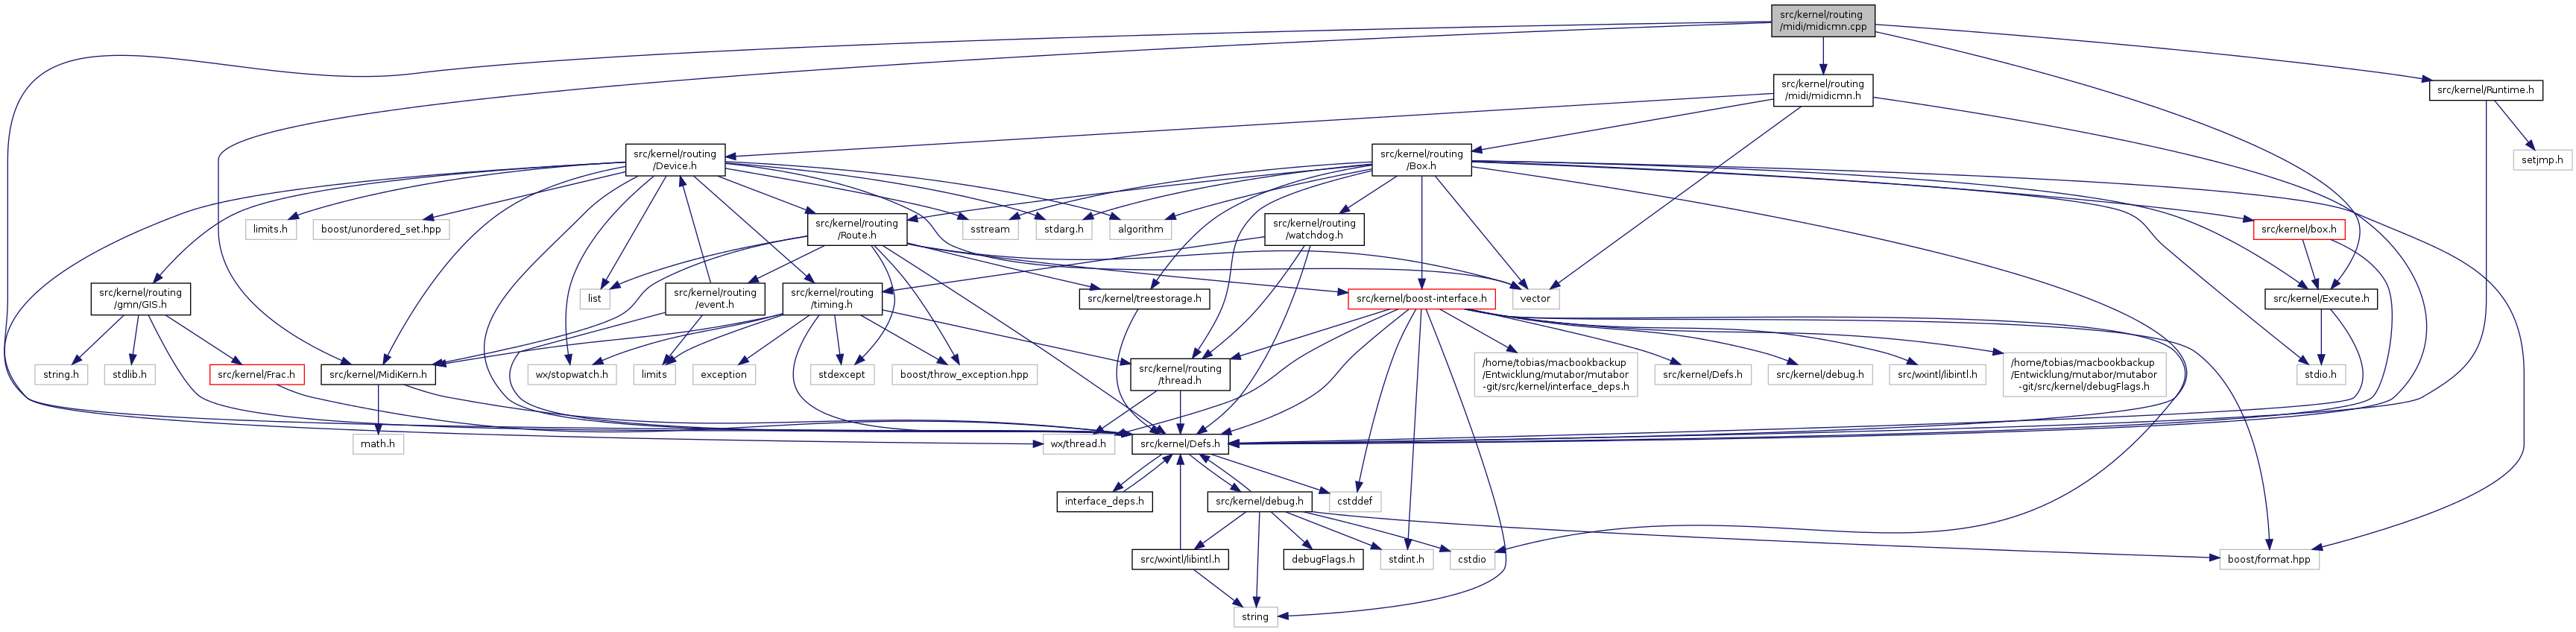 src/kernel/routing
/midi/midicmn.cpp
src/kernel/routing
/midi/midicmn.h
src/kernel/Runtime.h
src/kernel/routing
/Device.h
src/kernel/routing
/Box.h
setjmp.h
limits.h
boost/unordered_set.hpp
src/kernel/routing
/Route.h
sstream
stdarg.h
algorithm
src/kernel/routing
/watchdog.h
src/kernel/box.h
src/kernel/routing
/gmn/GIS.h
list
src/kernel/routing
/event.h
src/kernel/routing
/timing.h
src/kernel/treestorage.h
src/kernel/boost-interface.h
vector
src/kernel/Execute.h
string.h
stdlib.h
src/kernel/Frac.h
src/kernel/MidiKern.h
wx/stopwatch.h
limits
exception
stdexcept
boost/throw_exception.hpp
src/kernel/routing
/thread.h
/home/tobias/macbookbackup
/Entwicklung/mutabor/mutabor
-git/src/kernel/interface_deps.h
src/kernel/Defs.h
src/kernel/debug.h
src/wxintl/libintl.h
/home/tobias/macbookbackup
/Entwicklung/mutabor/mutabor
-git/src/kernel/debugFlags.h
stdio.h
math.h
wx/thread.h
src/kernel/Defs.h
interface_deps.h
src/kernel/debug.h
cstddef
src/wxintl/libintl.h
debugFlags.h
stdint.h
cstdio
boost/format.hpp
string